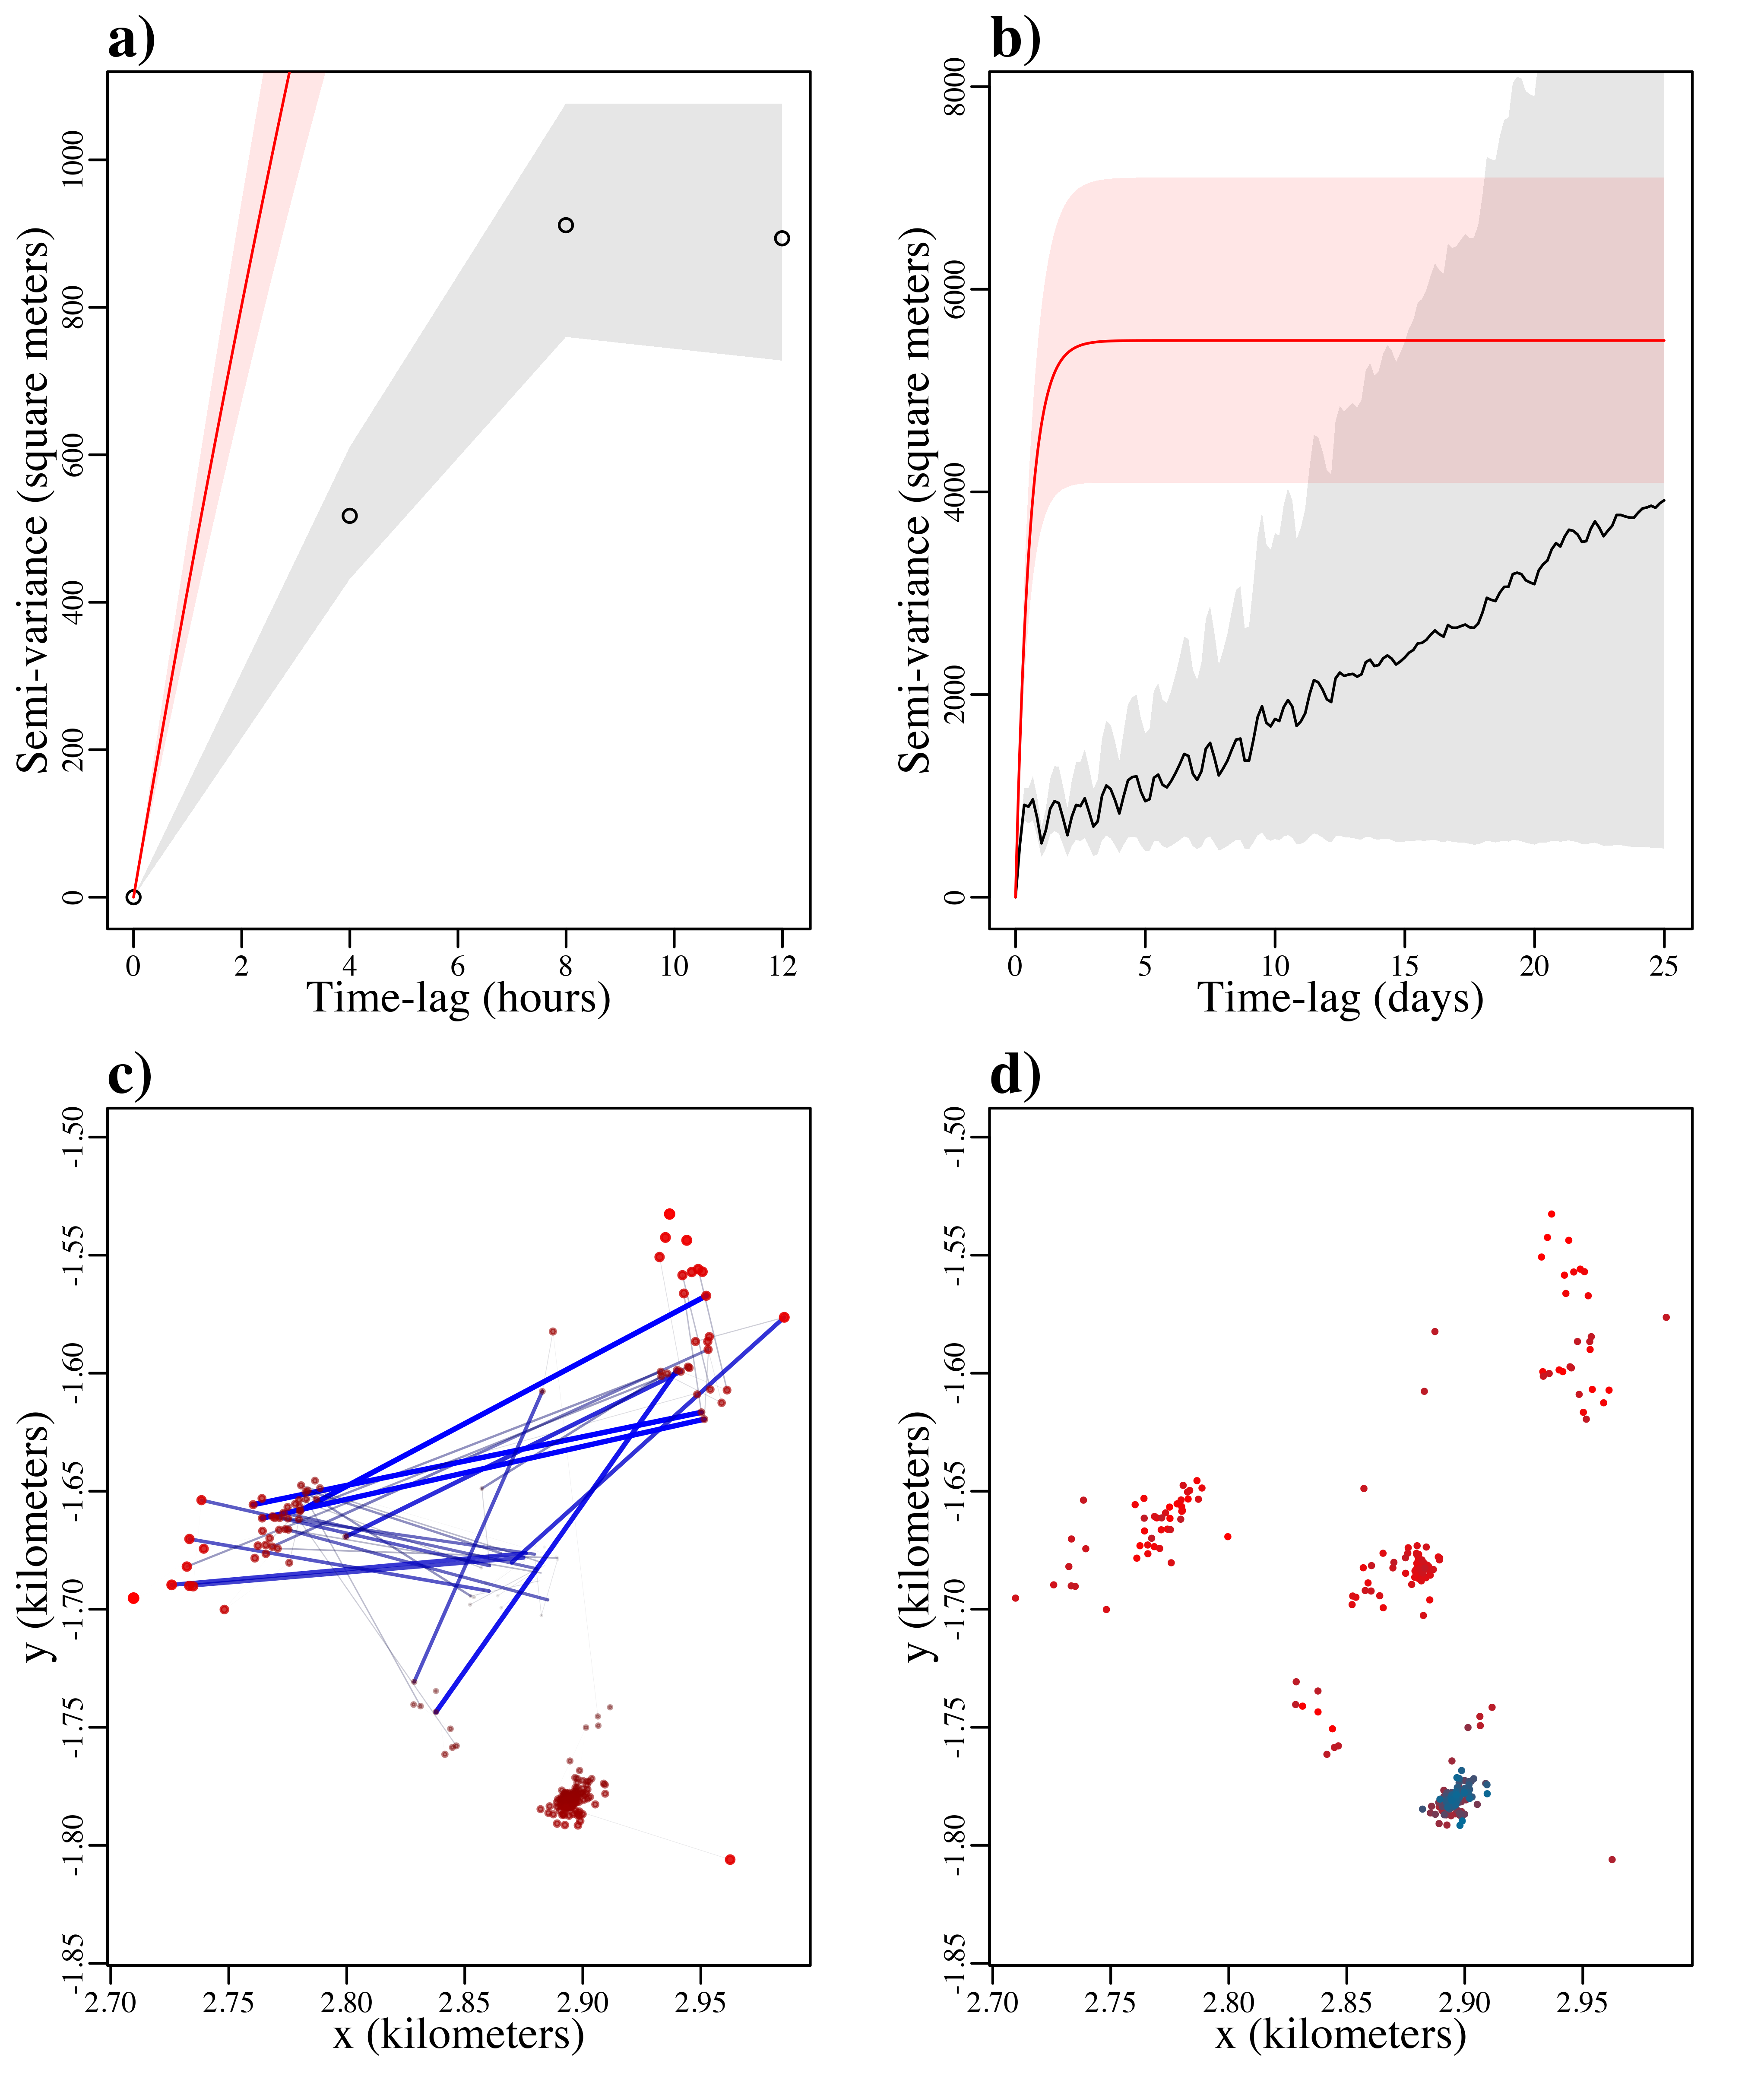 a)
Semi-variance (square meters)
0 200 400 600 800 1000
0 2 4 6 8 10 12
Time-lag (hours)
b)
Semi-variance (square meters)
0 2000 4000 6000 8000
0 5 10 15 20 25
Time-lag (days)
c)
y (kilometers)
-1.85 -1.80 -1.75 -1.70 -1.65 -1.60 -1.55 -1.50
2.70 2.75 2.80 2.85 2.90 2.95
x (kilometers)
d)
y (kilometers)
-1.85 -1.80 -1.75 -1.70 -1.65 -1.60 -1.55 -1.50
2.70 2.75 2.80 2.85 2.90 2.95
x (kilometers)